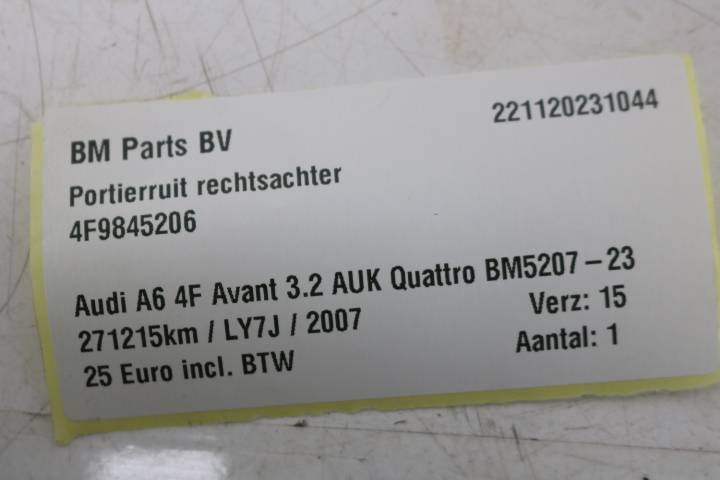 221120231044
BM Parts BV
Portierruit rechtsachter
4F9845206
Audi A6 4F Avant 3.2 AUK Quattro BM5207-23
271215km / LY7J / 2007 Verz: 15
25 Euro incl. BTW Aantal: 1